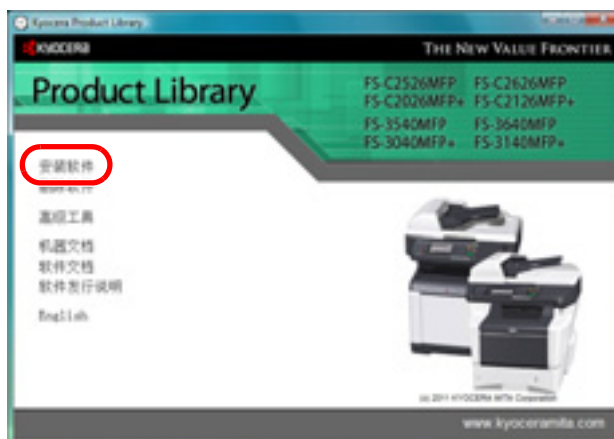 Kyocera Product Library
KYOCERA
THE NEW VALUE FRONTIER
Product Library
FS-C2526MFP FS-C2626MFP
FS-C2026MFP+ FS-C2126MFP+
FS-3540MFP FS-3640MFP
FS-3040MFP+ FS-3140MFP+
安装软件
高级工具
机器文档
软件文档
软件发行说明
English
(c) 2011 KYOCERA MITA Corporation
www.kyoceramita.com